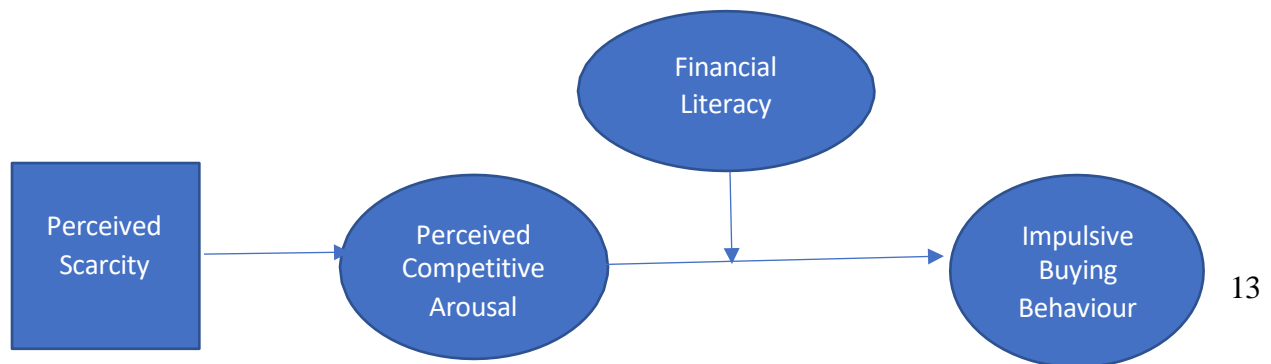 Financial
Literacy
Perceived
Scarcity
Perceived
Competitive
Arousal
Impulsive
Buying
Behaviour
13